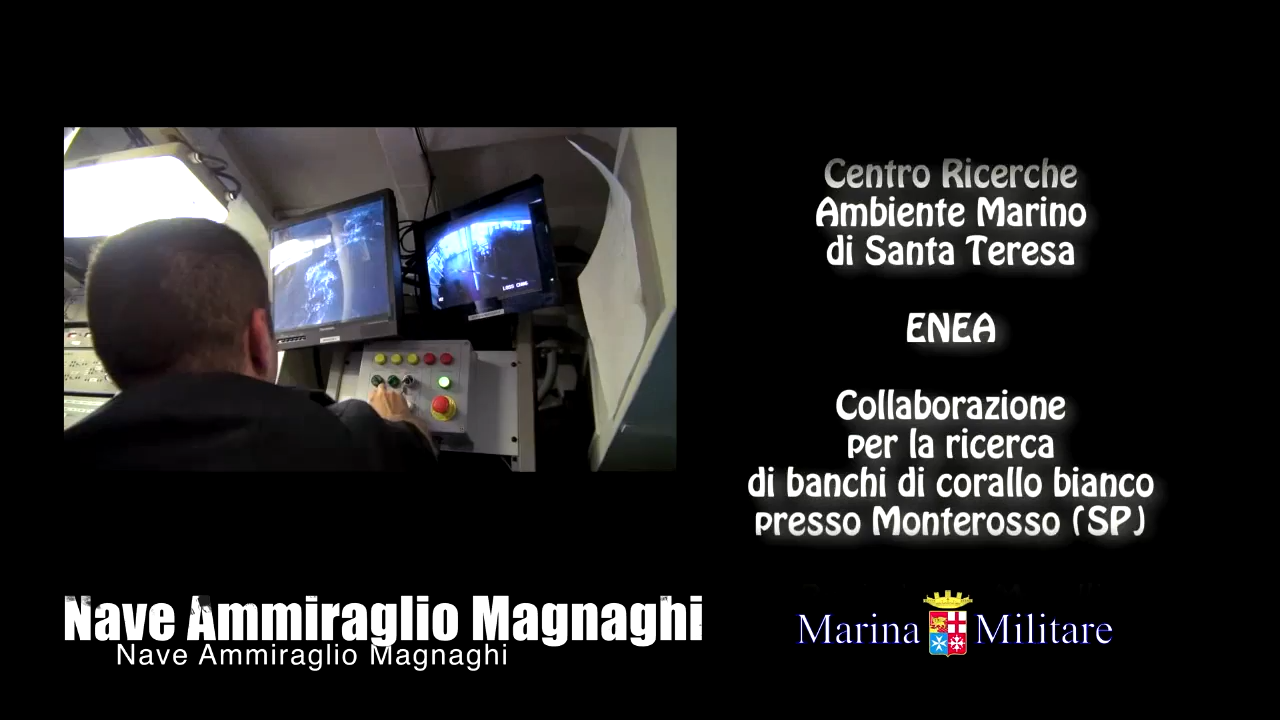 Centro Ricerche
Ambiente Marino
di Santa Teresa
ENEA
Collaborazione
per la ricerca
di banchi di corallo bianco
presso Monterosso (SP)
Nave Ammiraglio Magnaghi
Nave Ammiraglio Magnaghi
Marina Militare